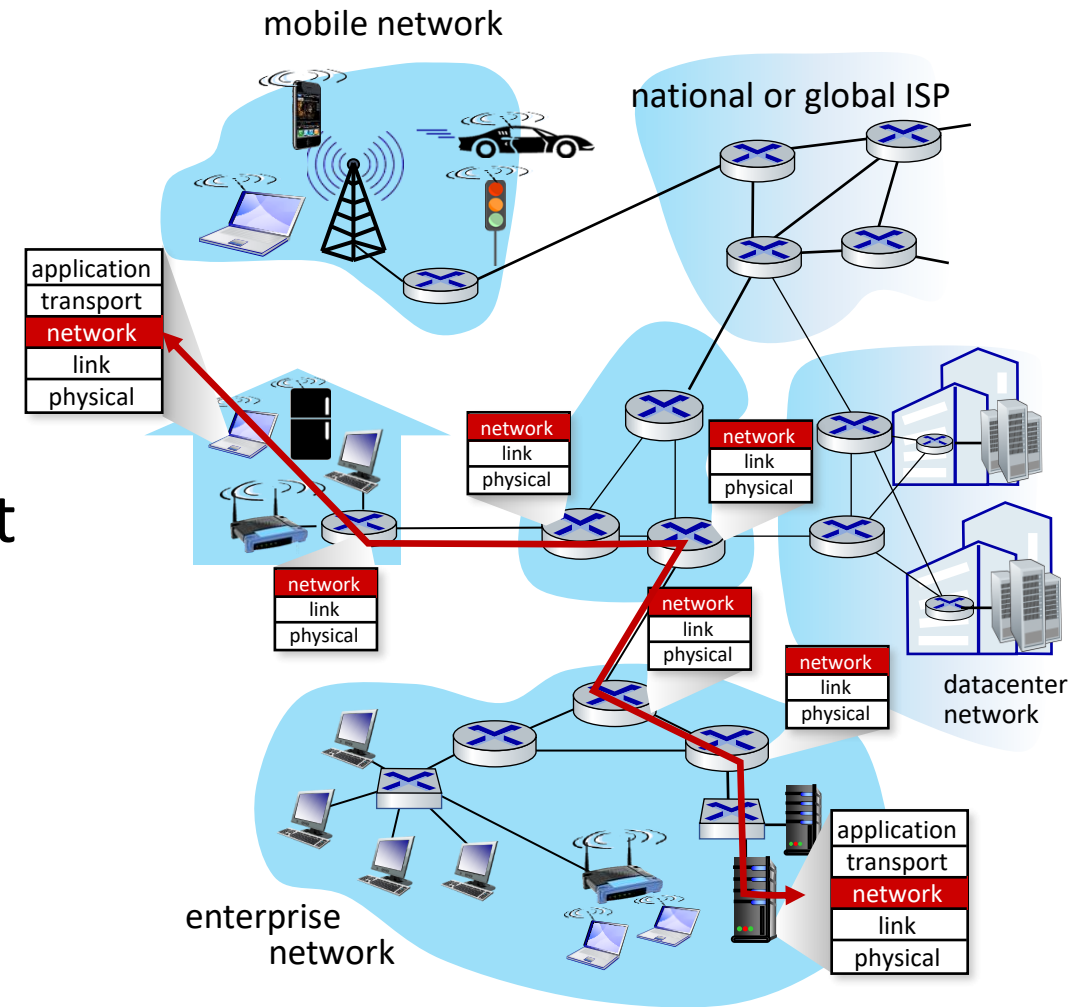 mobile network
national or global ISP
application
transport
network
link
physical
network
link
physical
network
link
physical
t
network
link
physical
network
link
physical
network
link
physical
datacenter
network
application
transport
network
link
physical
enterprise
network